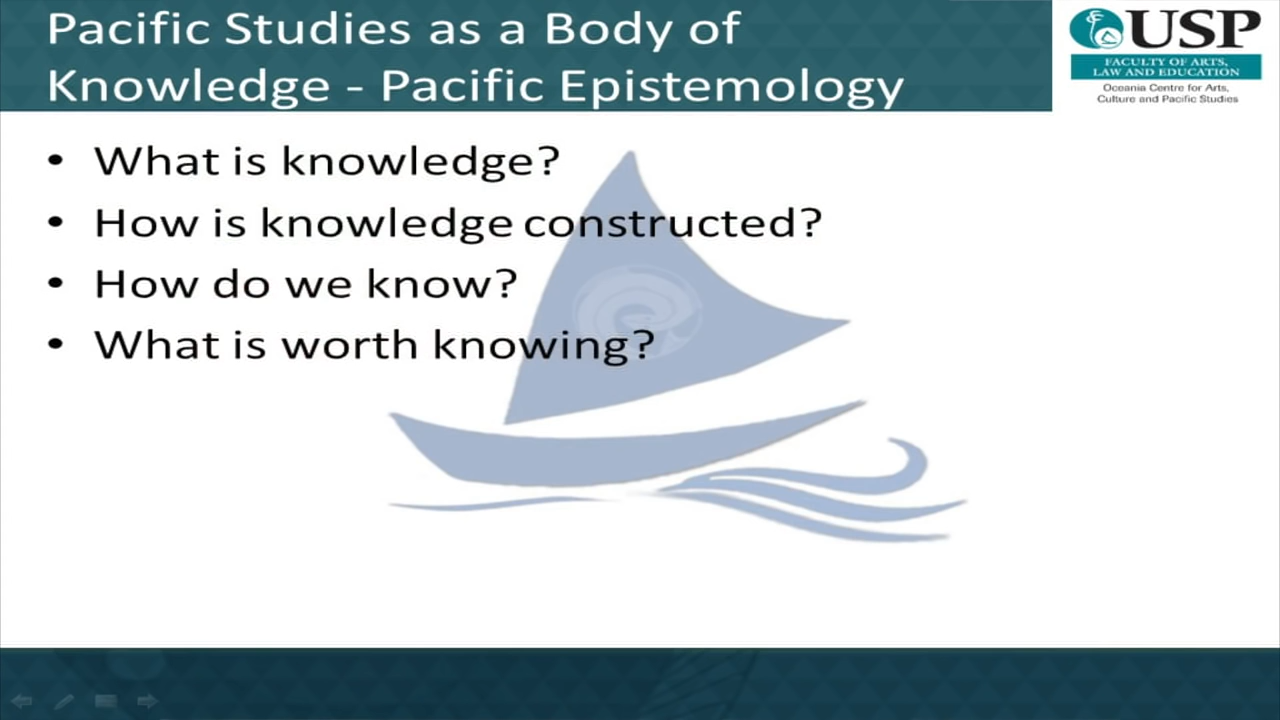 Pacific Studies as a Body of
Knowledge - Pacific Epistemology
USP
FACULTY OF ARTS,
LAW AND EDUCATION
Oceania Centre for Arts,
Culture and Pacific Studies
• What is knowledge?
• How is knowledge constructed?
• How do we know?
• What is worth knowing?